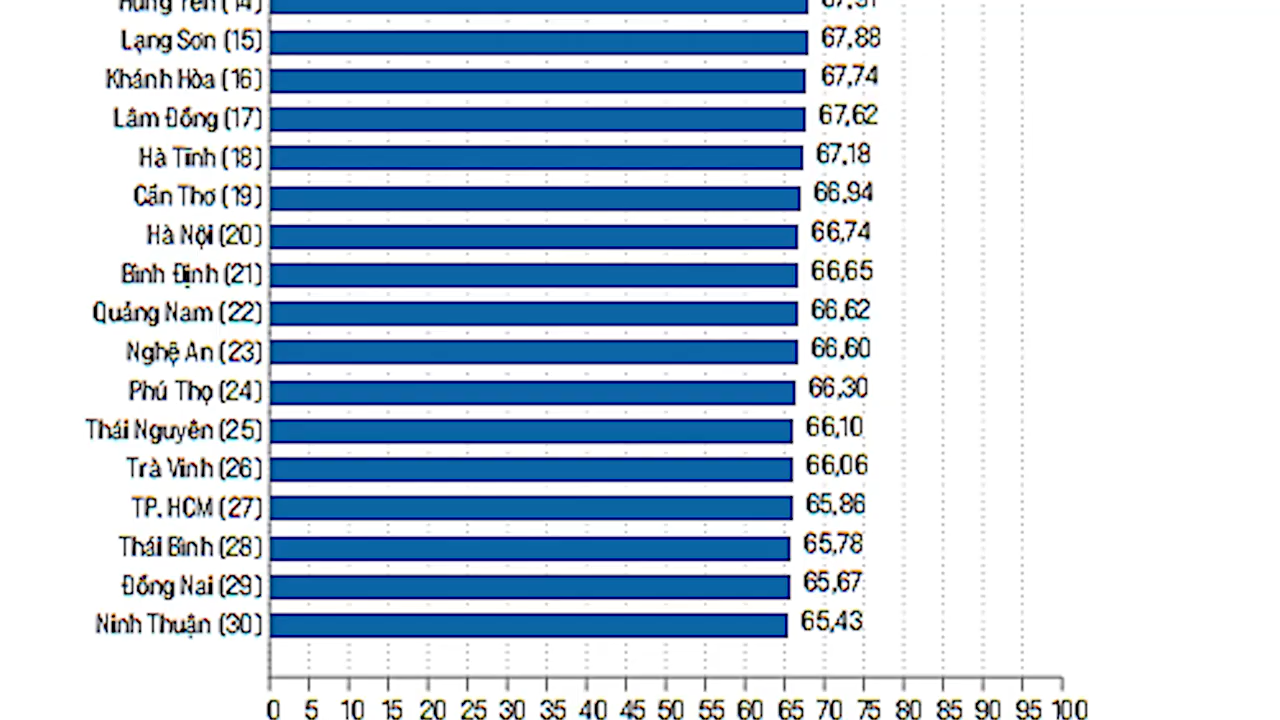 Hưng Yên (14) 67,91
Lạng Sơn (15) 67,88
Khánh Hòa (16) 67,74
Lâm Đồng (17) 67,62
Hà Tĩnh (18) 67,18
Cần Thơ (19) 66,94
Hà Nội (20) 66,74
Bình Định (21) 66,65
Quảng Nam (22) 66,62
Nghệ An (23) 66,60
Phú Thọ (24) 66,30
Thái Nguyên (25) 66,10
Trà Vinh (26) 66,06
TP. HCM (27) 65,86
Thái Bình (28) 65,78
Đồng Nai (29) 65,67
Ninh Thuận (30) 65,43
0 5 10 15 20 25 30 35 40 45 50 55 60 65 70 75 80 85 90 95 100